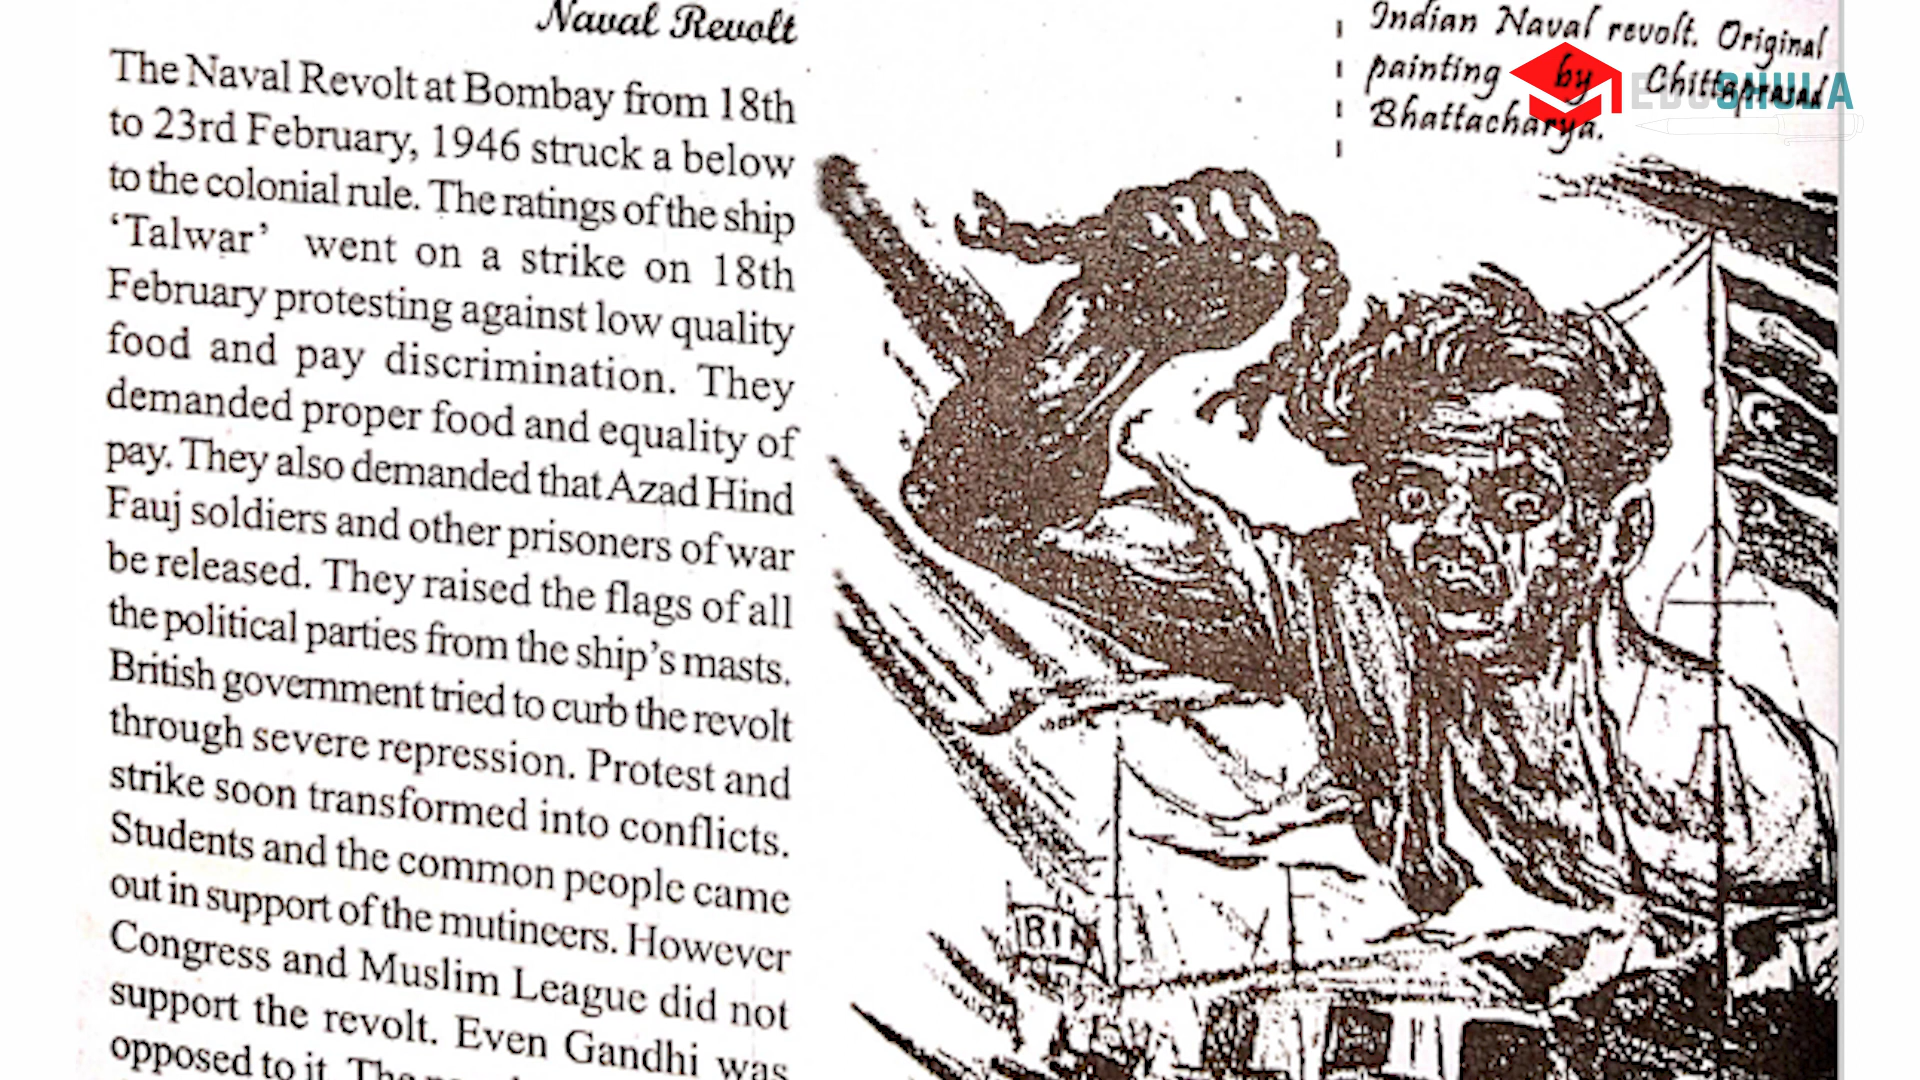 Naval Revolt
The Naval Revolt at Bombay from 18th
to 23rd February, 1946 struck a below
to the colonial rule. The ratings of the ship
‘Talwar’ went on a strike on 18th
February protesting against low quality
food and pay discrimination. They
demanded proper food and equality of
pay. They also demanded that Azad Hind
Fauj soldiers and other prisoners of war
be released. They raised the flags of all
the political parties from the ship’s masts.
British government tried to curb the revolt
through severe repression. Protest and
strike soon transformed into conflicts.
Students and the common people came
out in support of the mutineers. However
Congress and Muslim League did not
support the revolt. Even Gandhi was
opposed to it. The
Indian Naval revolt. Original
painting by Chittaprasad
Bhattacharya.
EDUSHULA